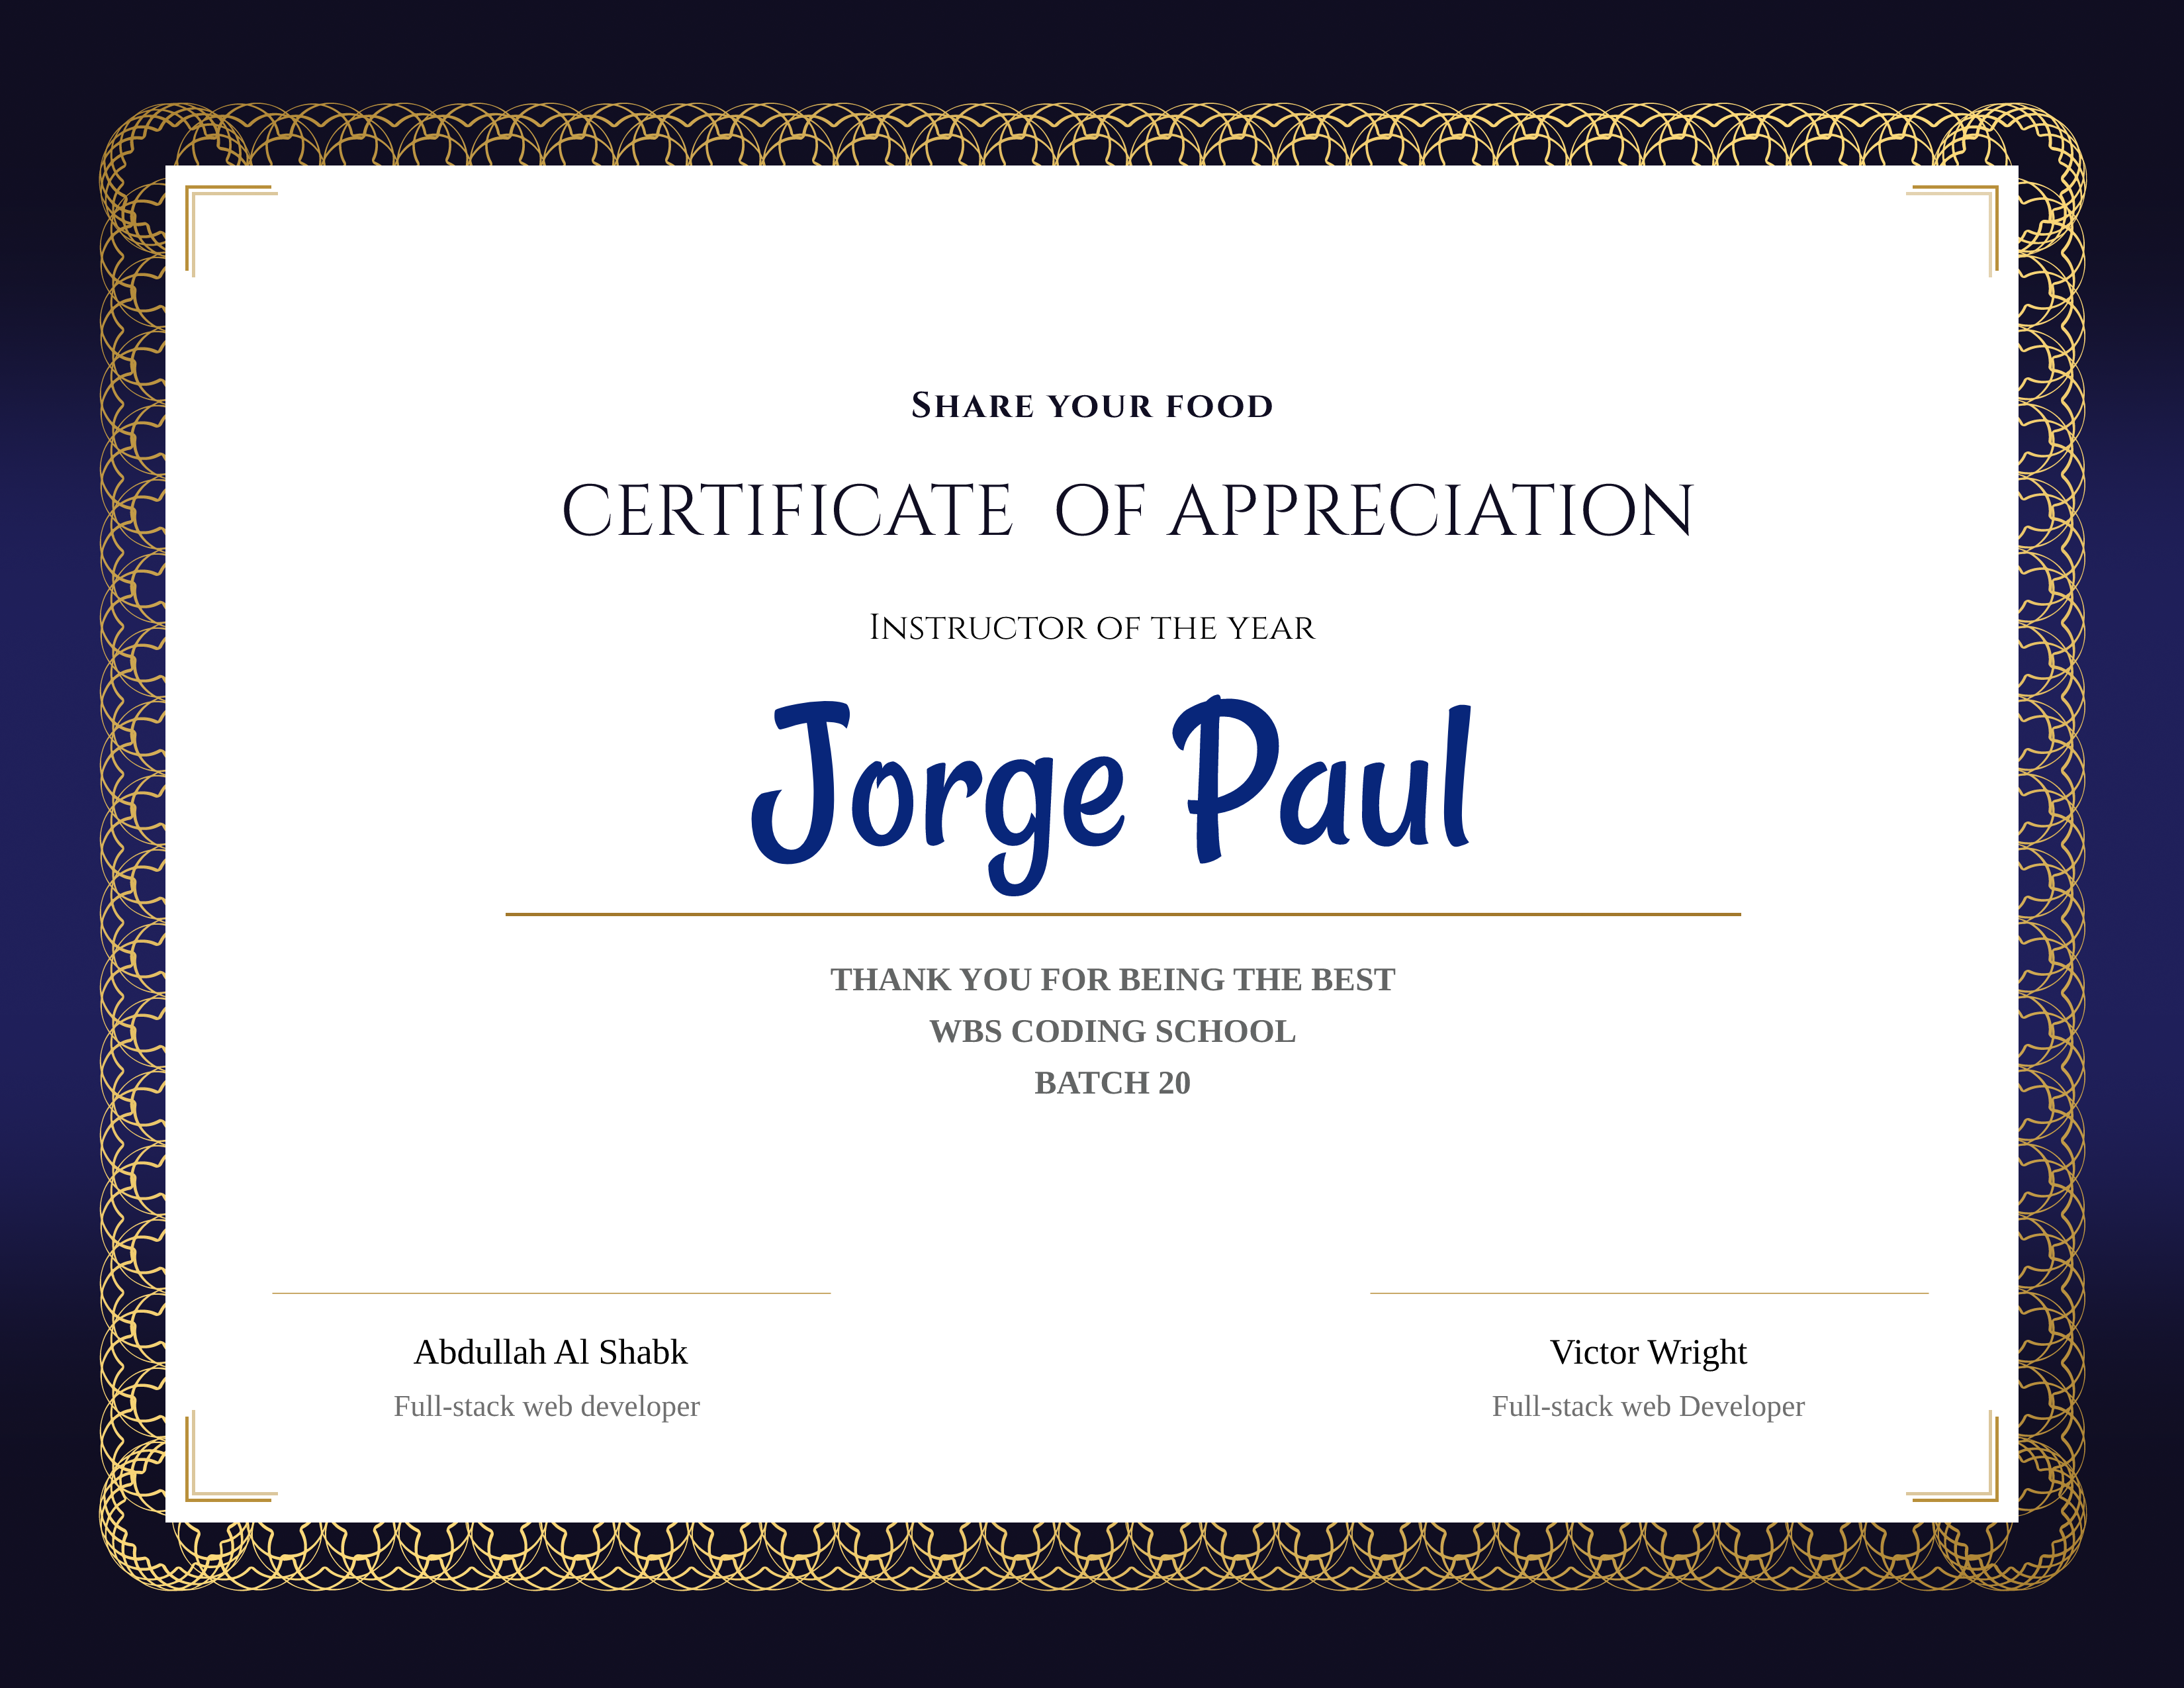 Share your food
CERTIFICATE OF APPRECIATION
Instructor of the year
Jorge Paul
THANK YOU FOR BEING THE BEST
WBS CODING SCHOOL
BATCH 20
Abdullah Al Shabk
Full-stack web developer
Victor Wright
Full-stack web Developer